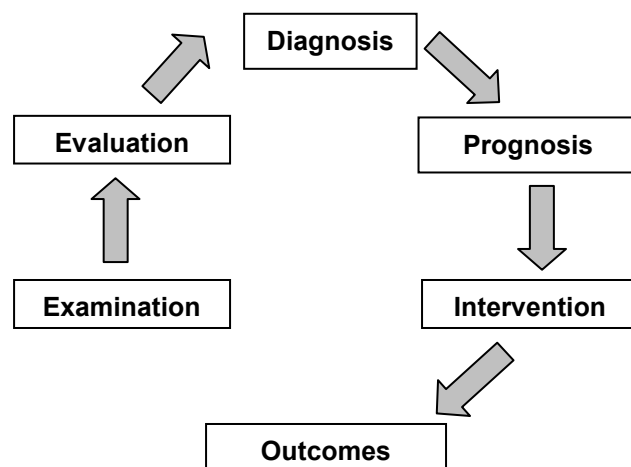 Diagnosis
Evaluation
Prognosis
Examination
Intervention
Outcomes